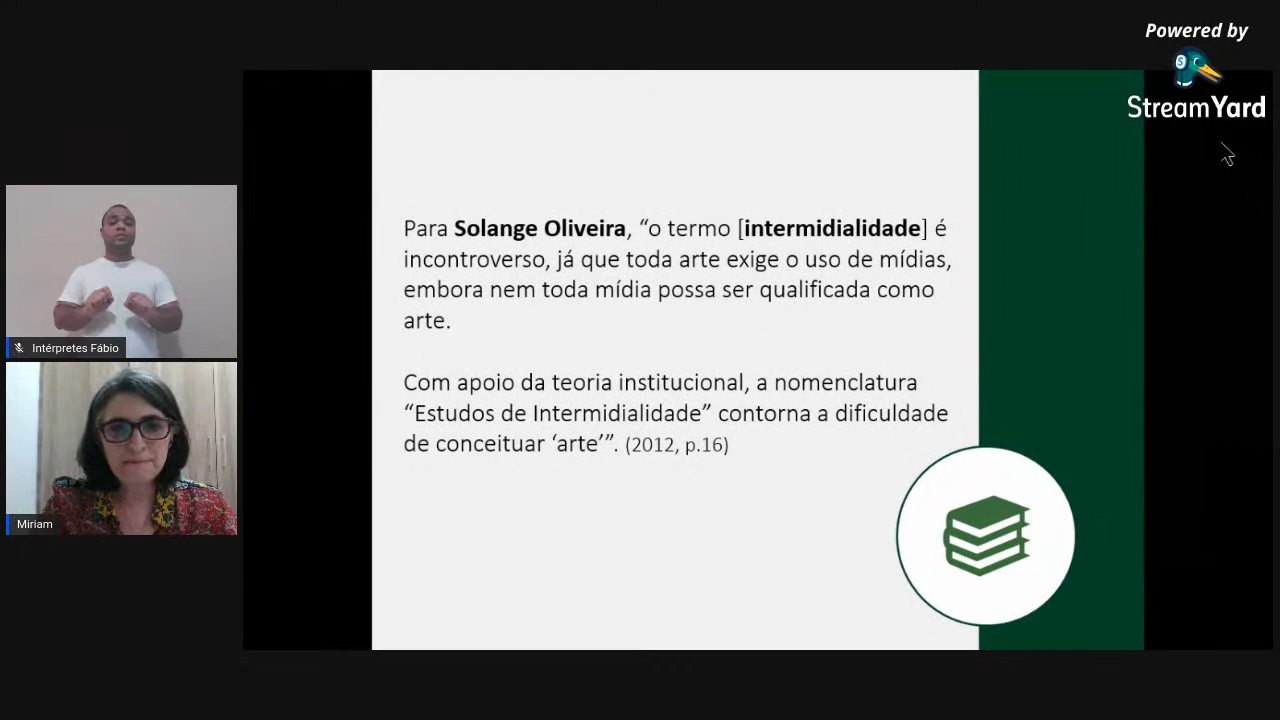 Powered by
StreamYard
Para Solange Oliveira, “o termo [intermidialidade] é
incontroverso, já que toda arte exige o uso de mídias,
embora nem toda mídia possa ser qualificada como
arte.
Com apoio da teoria institucional, a nomenclatura
“Estudos de Intermidialidade” contorna a dificuldade
de conceituar ‘arte’”. (2012, p.16)
Intérpretes Fábio
Miriam